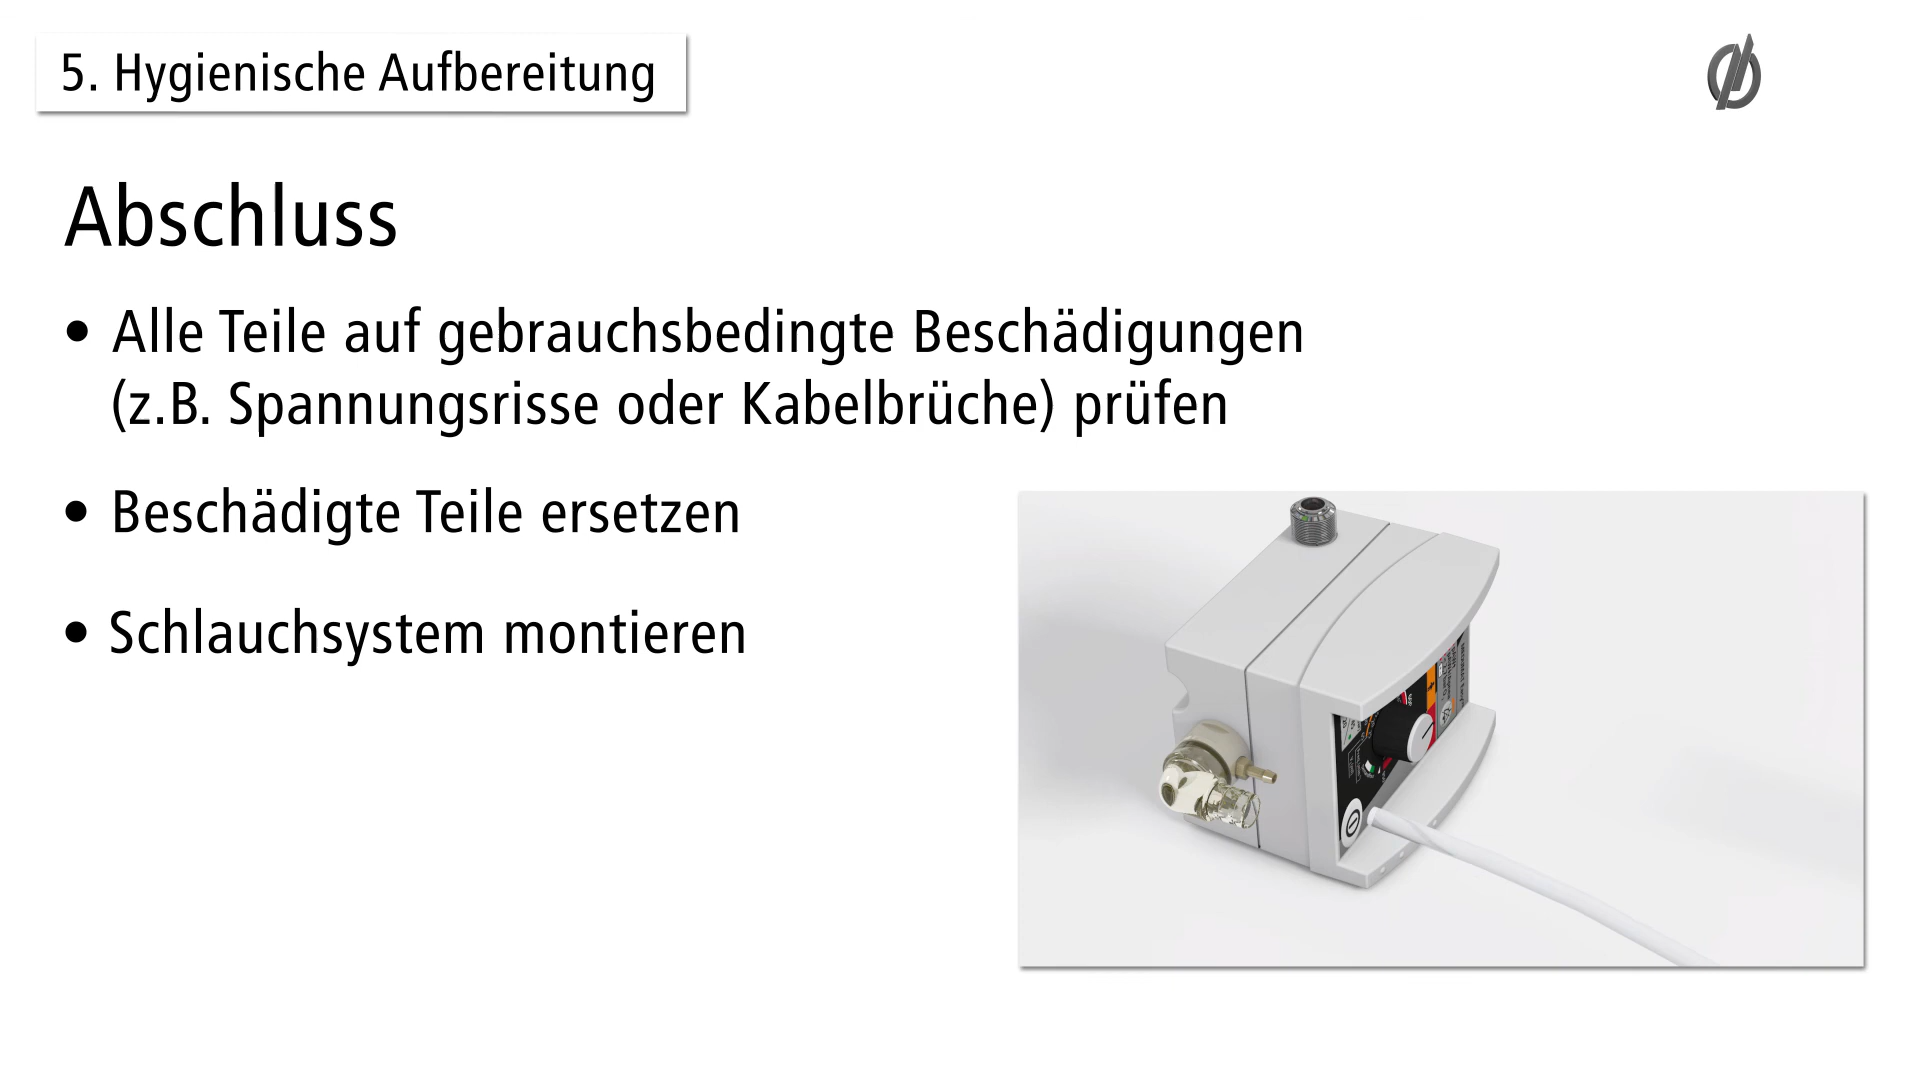 5. Hygienische Aufbereitung
Abschluss
• Alle Teile auf gebrauchsbedingte Beschädigungen
(z.B. Spannungsrisse oder Kabelbrüche) prüfen
• Beschädigte Teile ersetzen
• Schlauchsystem montieren